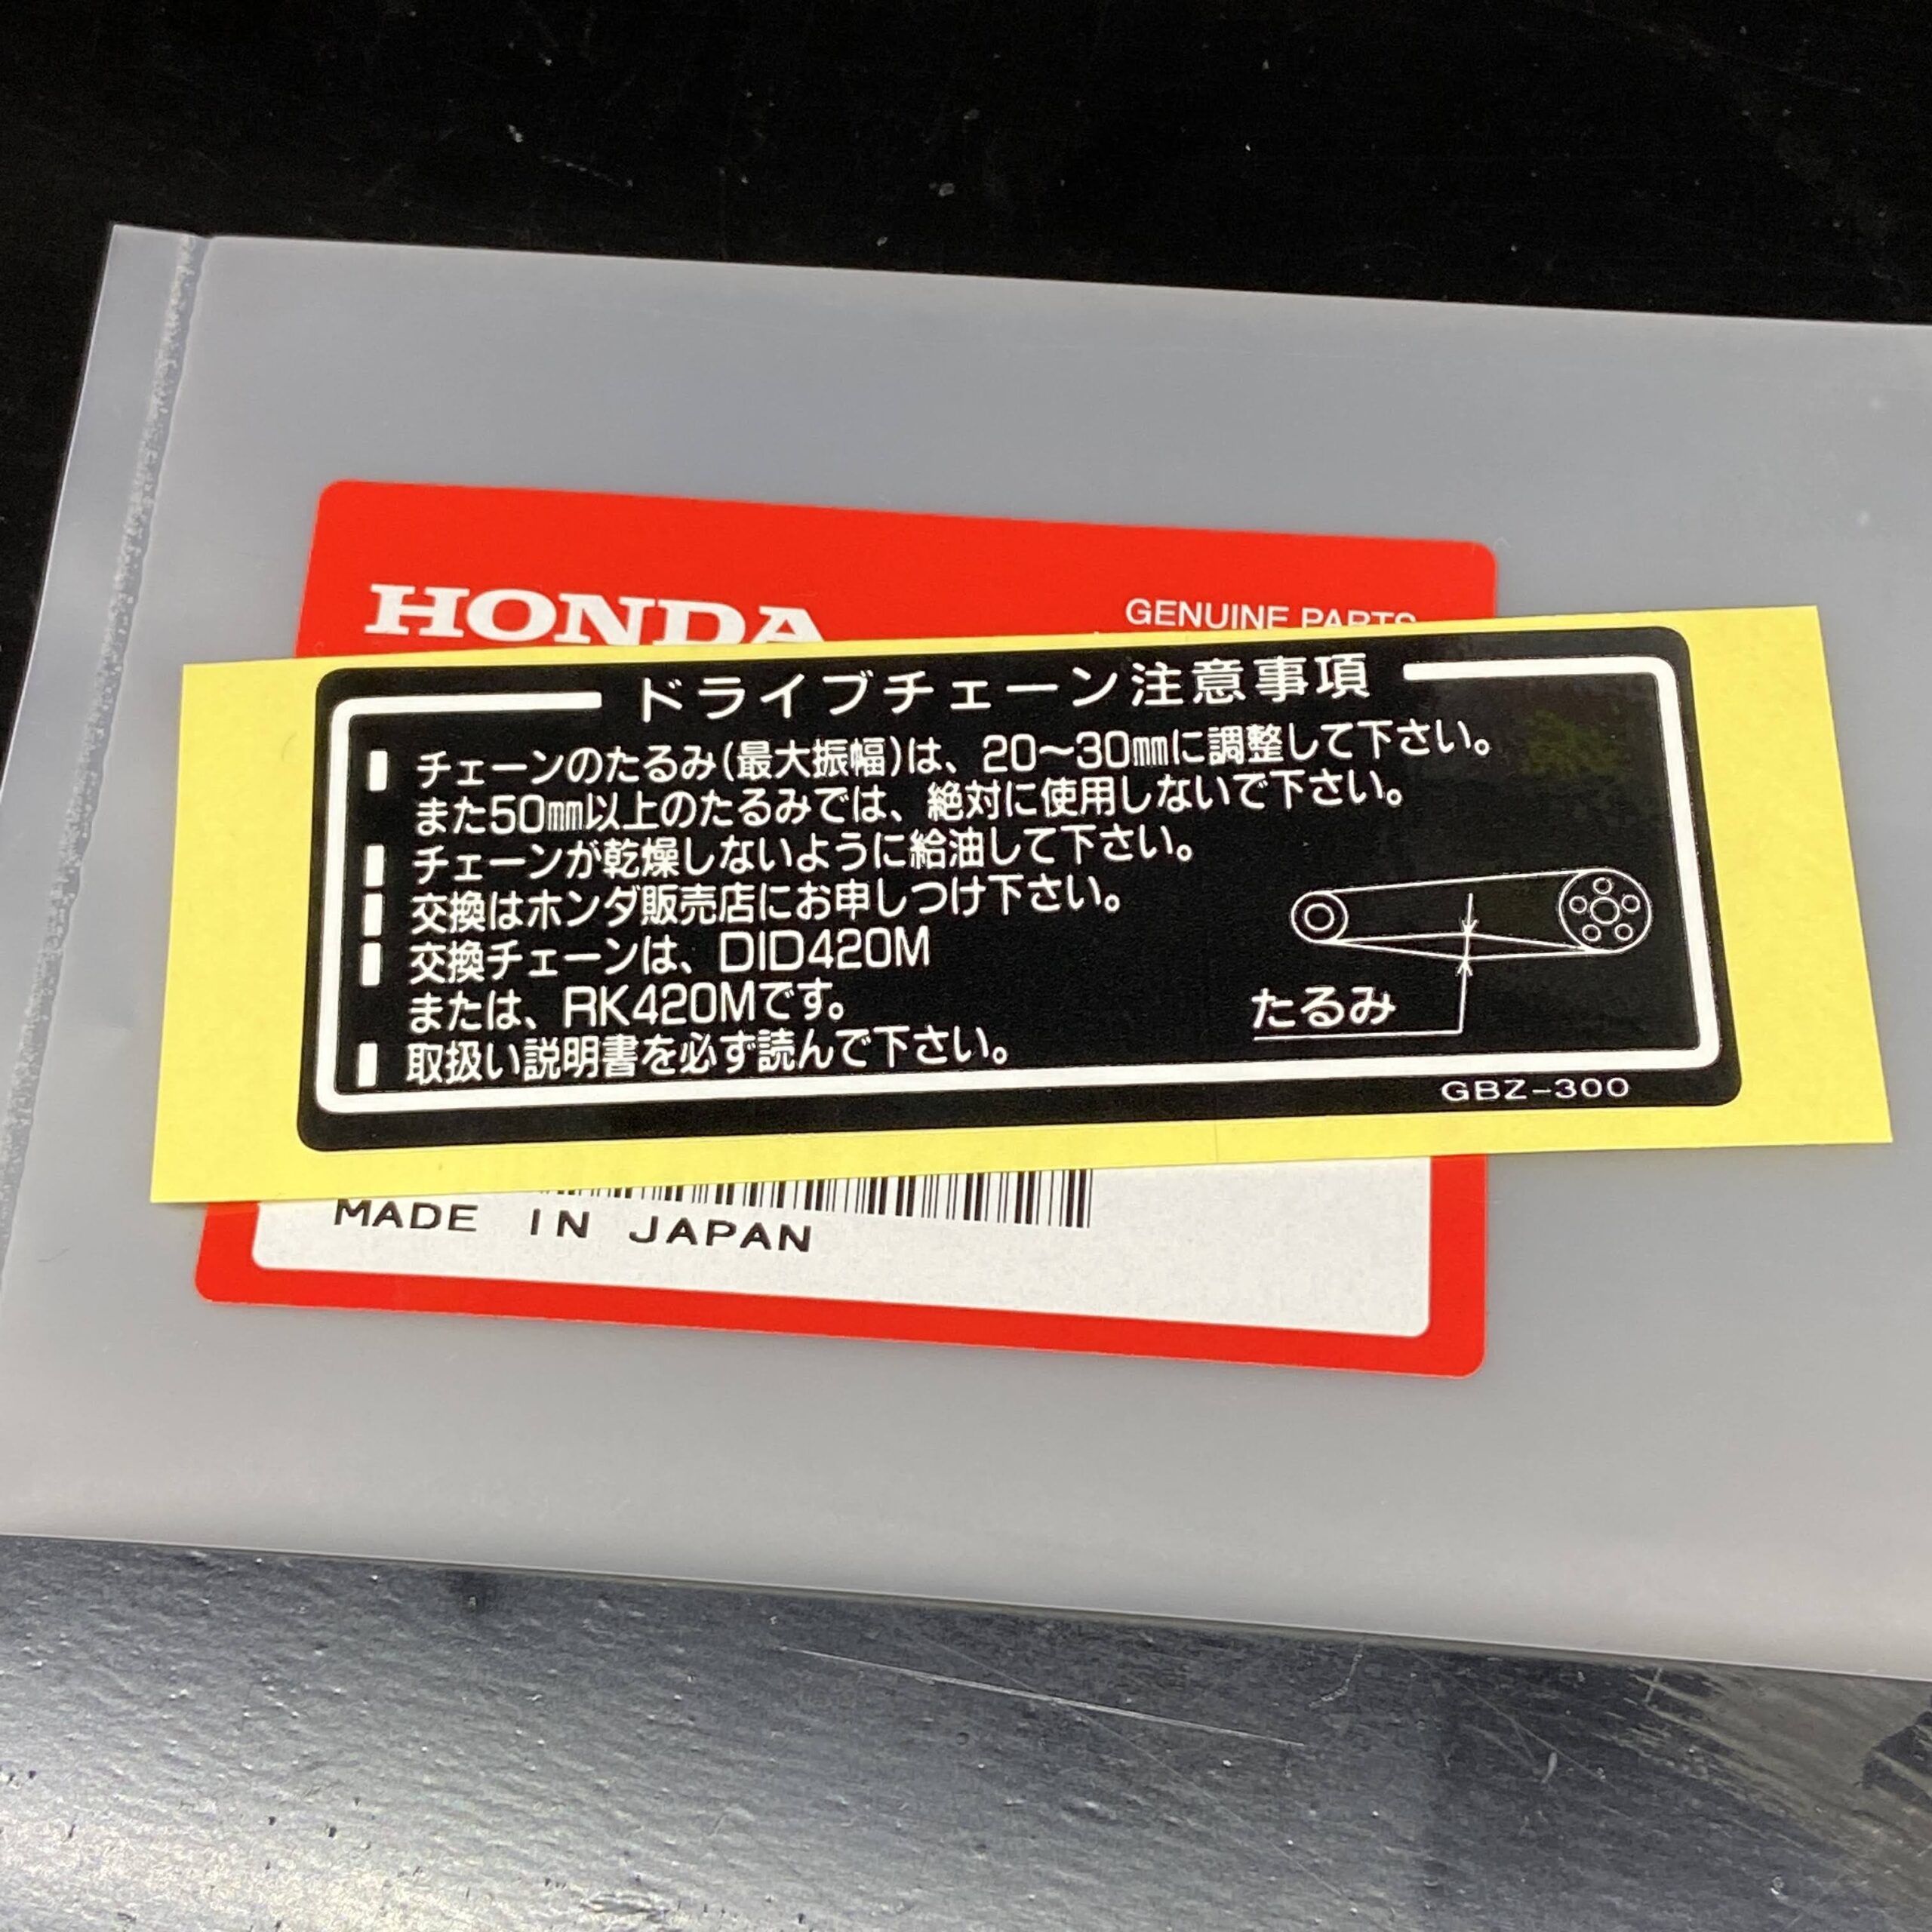 HONDA
GENUINE PARTS
ドライブチェーン注意事項
チェーンのたるみ(最大振幅)は、20〜30㎜に調整して下さい。
また50㎜以上のたるみでは、絶対に使用しないで下さい。
チェーンが乾燥しないように給油して下さい。
交換はホンダ販売店にお申しつけ下さい。
交換チェーンは、DID420M
または、RK420Mです。
取扱い説明書を必ず読んで下さい。
たるみ
GBZ-300
MADE IN JAPAN